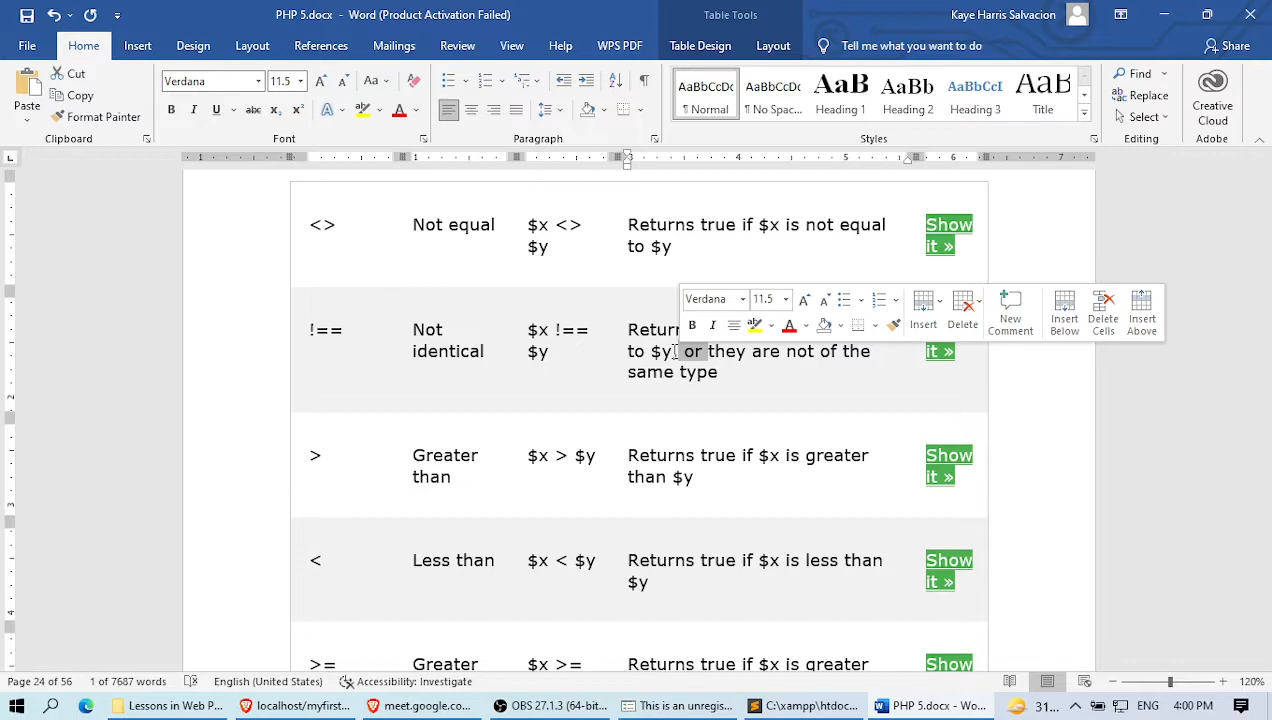 PHP 5.docx - Word (Product Activation Failed)
Table Tools
Kaye Harris Salvacion
File Home Insert Design Layout References Mailings Review View Help WPS PDF Table Design Layout Tell me what you want to do Share
Paste
Cut
Copy
Format Painter
Clipboard
Verdana 11.5
Font
Paragraph
AaBbCcDc AaBbCcDc AaB AaBb AaBbCcI AaB
¶ Normal ¶ No Spac... Heading 1 Heading 2 Heading 3 Title
Styles
Find
Replace
Select
Editing
Creative
Cloud
1 1 3 4 5 6 7
<> Not equal $x <> Returns true if $x is not equal Show
$y to $y it »
Verdana 11.5
Insert Delete New Insert Delete Insert
Comment Below Cells Above
!== Not $x !== Return
identical $y to $y, or they are not of the it »
same type
> Greater $x > $y Returns true if $x is greater Show
than than $y it »
< Less than $x < $y Returns true if $x is less than Show
$y it »
>= Greater $x >= Returns true if $x is greater Show
Page 24 of 56 1 of 7687 words English (United States) Accessibility: Investigate 120%
Lessons in Web P... localhost/myfirst... meet.google.co... OBS 27.1.3 (64-bit... This is an unregis... C:\xampp\htdoc... PHP 5.docx - Wo... 31... ENG 4:00 PM